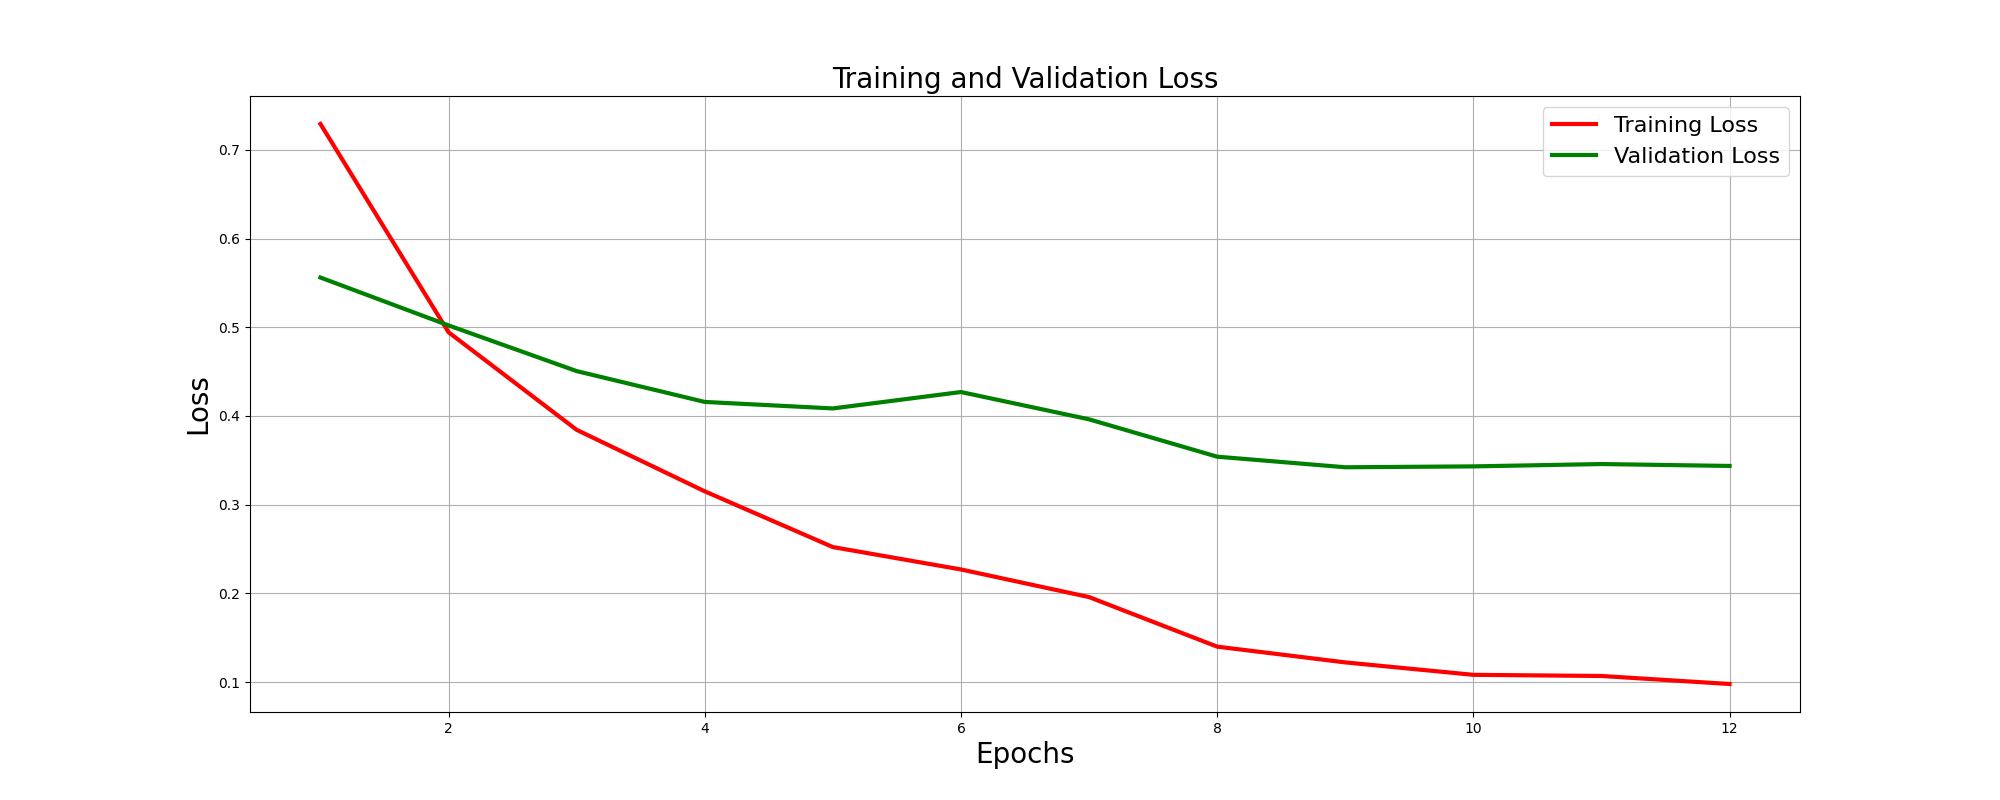 Training and Validation Loss
Training Loss
Validation Loss
0.7
0.6
0.5
0.4
0.3
0.2
0.1
Loss
2 4 6 8 10 12
Epochs